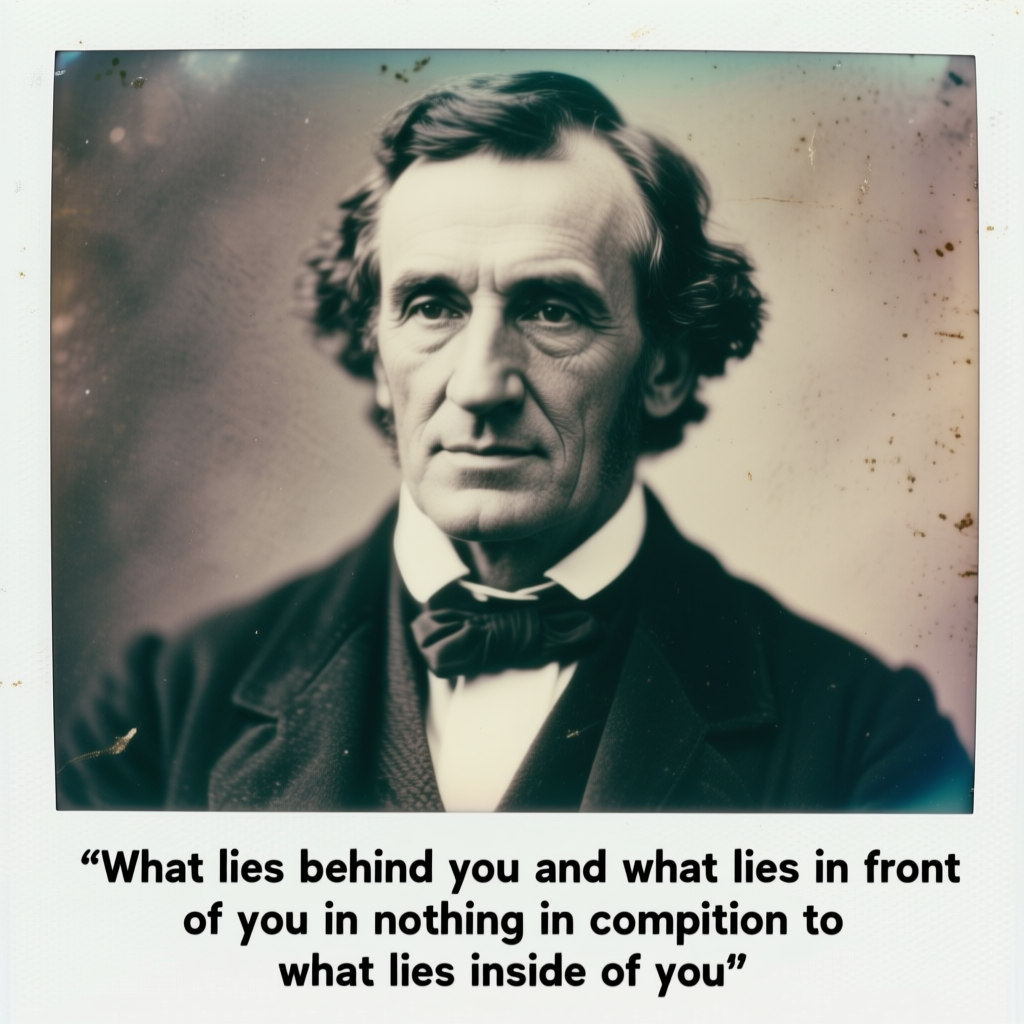 “What lies behind you and what lies in front
of you in nothing in compition to
what lies inside of you”